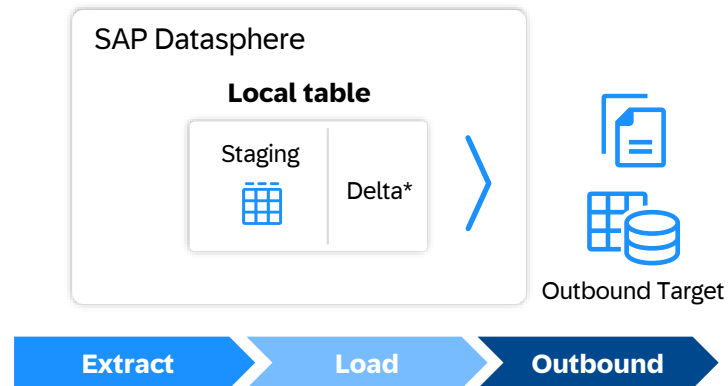 SAP Datasphere
Local table
Staging
Delta*
Outbound Target
Extract
Load
Outbound